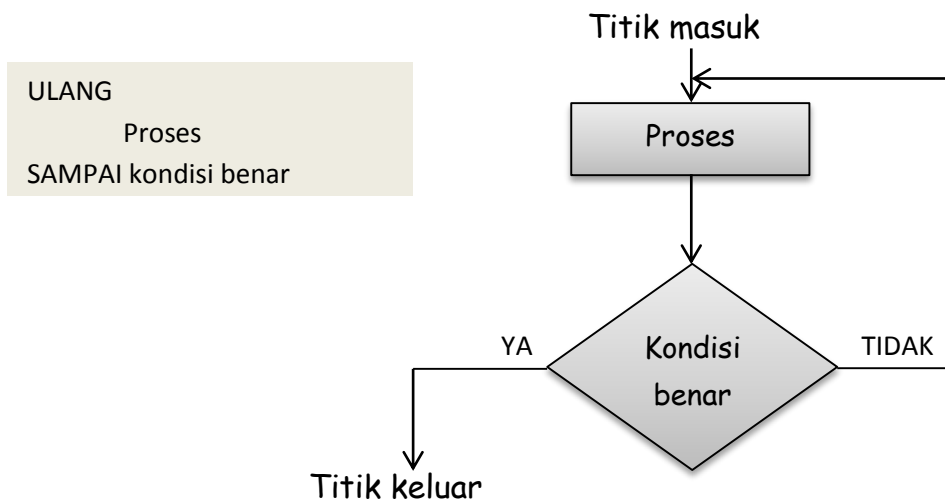 ULANG
Proses
SAMPAI kondisi benar
Titik masuk
Proses
Kondisi
benar
YA
TIDAK
Titik keluar